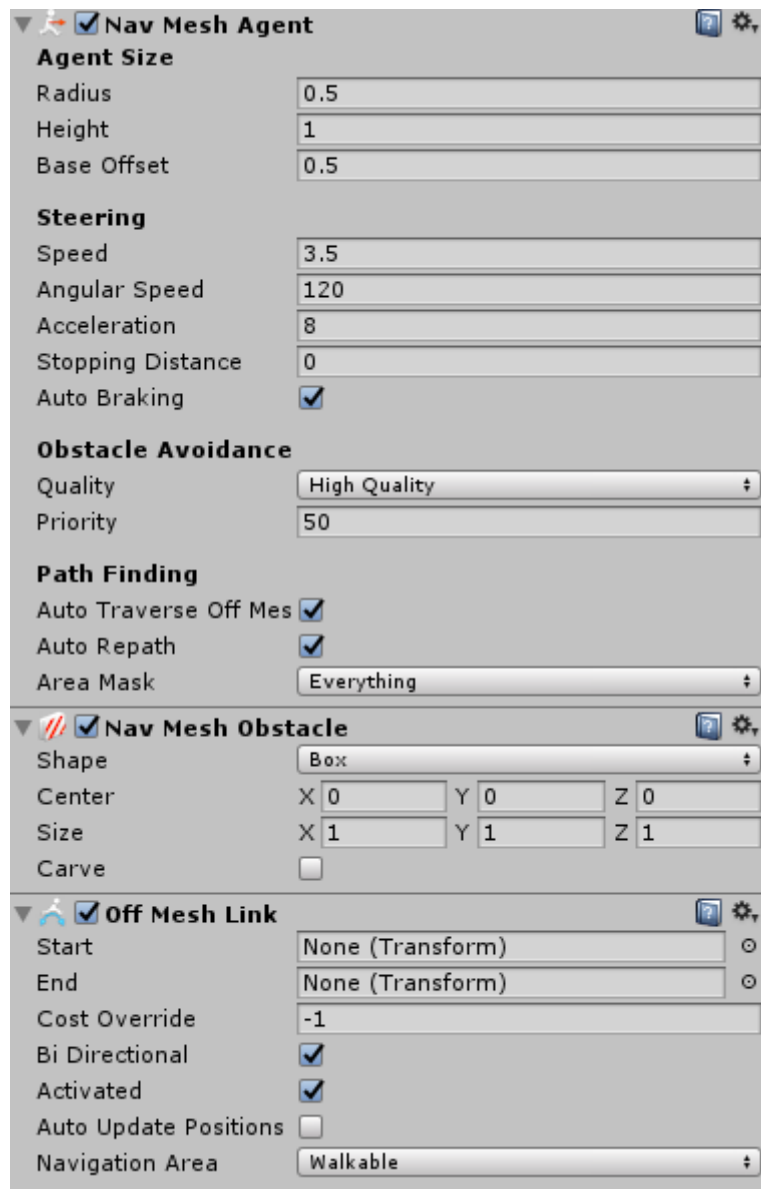 Nav Mesh Agent
Agent Size
Radius 0.5
Height 1
Base Offset 0.5
Steering
Speed 3.5
Angular Speed 120
Acceleration 8
Stopping Distance 0
Auto Braking
Obstacle Avoidance
Quality High Quality
Priority 50
Path Finding
Auto Traverse Off Mes
Auto Repath
Area Mask Everything
Nav Mesh Obstacle
Shape Box
Center X 0 Y 0 Z 0
Size X 1 Y 1 Z 1
Carve
Off Mesh Link
Start None (Transform)
End None (Transform)
Cost Override -1
Bi Directional
Activated
Auto Update Positions
Navigation Area Walkable